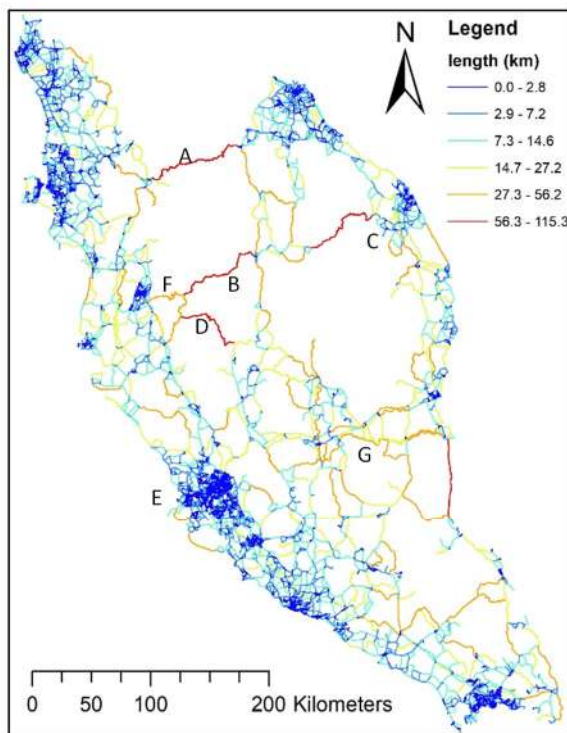 N
Legend
length (km)
0.0 - 2.8
2.9 - 7.2
7.3 - 14.6
14.7 - 27.2
27.3 - 56.2
56.3 - 115.3
A
C
F
B
D
G
E
0 50 100 200 Kilometers